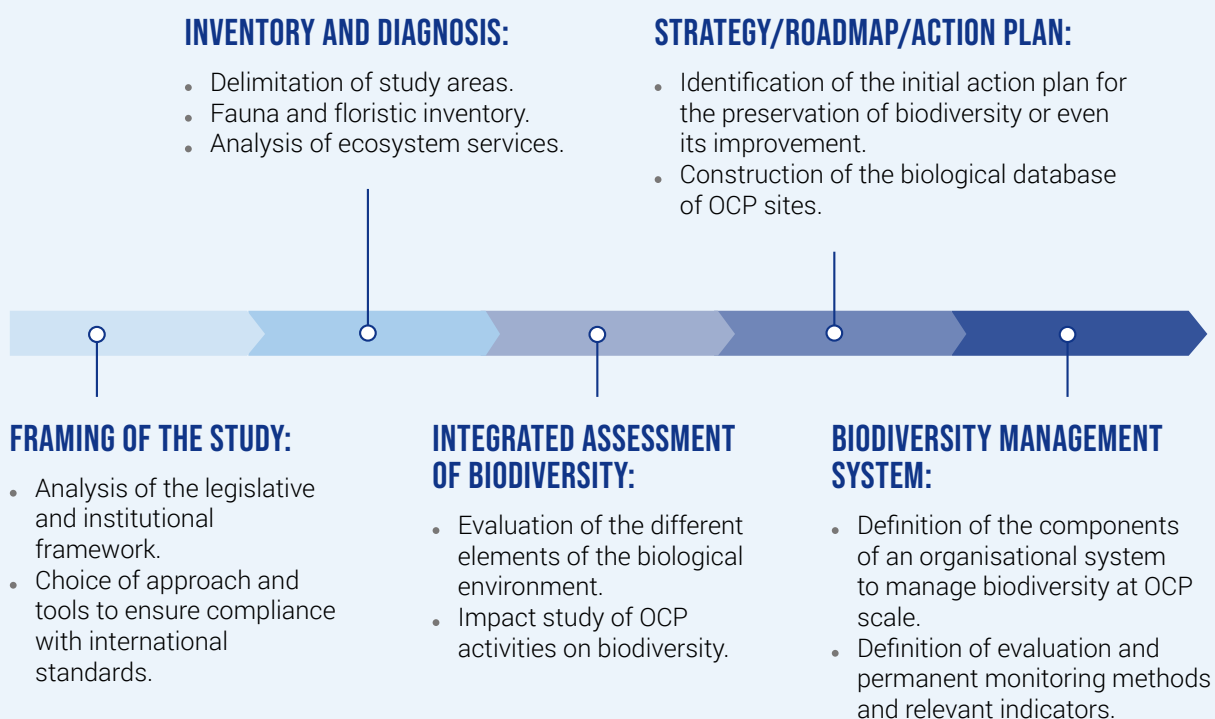 INVENTORY AND DIAGNOSIS:
• Delimitation of study areas.
• Fauna and floristic inventory.
• Analysis of ecosystem services.
STRATEGY/ROADMAP/ACTION PLAN:
• Identification of the initial action plan for
the preservation of biodiversity or even
its improvement.
• Construction of the biological database
of OCP sites.
FRAMING OF THE STUDY:
• Analysis of the legislative
and institutional
framework.
• Choice of approach and
tools to ensure compliance
with international
standards.
INTEGRATED ASSESSMENT
OF BIODIVERSITY:
• Evaluation of the different
elements of the biological
environment.
• Impact study of OCP
activities on biodiversity.
BIODIVERSITY MANAGEMENT
SYSTEM:
• Definition of the components
of an organisational system
to manage biodiversity at OCP
scale.
• Definition of evaluation and
permanent monitoring methods
and relevant indicators.